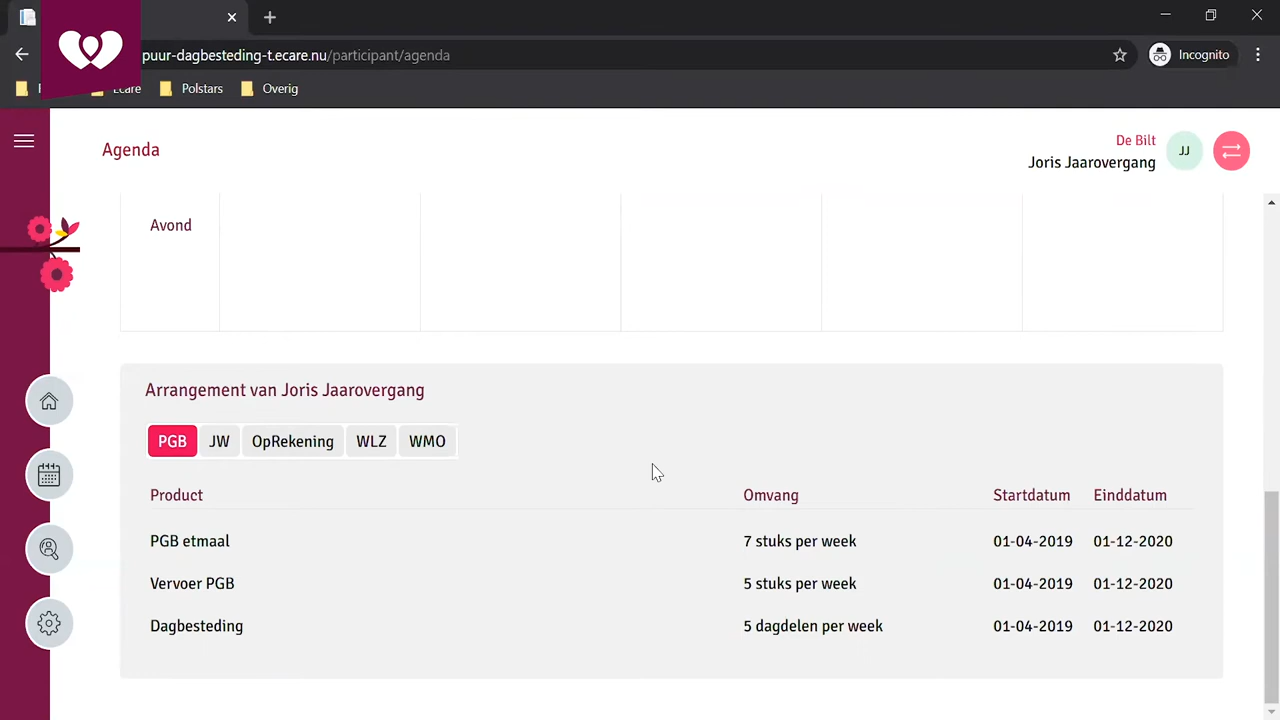 puur-dagbesteding-t.ecare.nu/participant/agenda
Incognito
Ecare
Polstars
Overig
Agenda
De Bilt
Joris Jaarovergang
JJ
Avond
Arrangement van Joris Jaarovergang
PGB JW OpRekening WLZ WMO
Product Omvang Startdatum Einddatum
PGB etmaal 7 stuks per week 01-04-2019 01-12-2020
Vervoer PGB 5 stuks per week 01-04-2019 01-12-2020
Dagbesteding 5 dagdelen per week 01-04-2019 01-12-2020